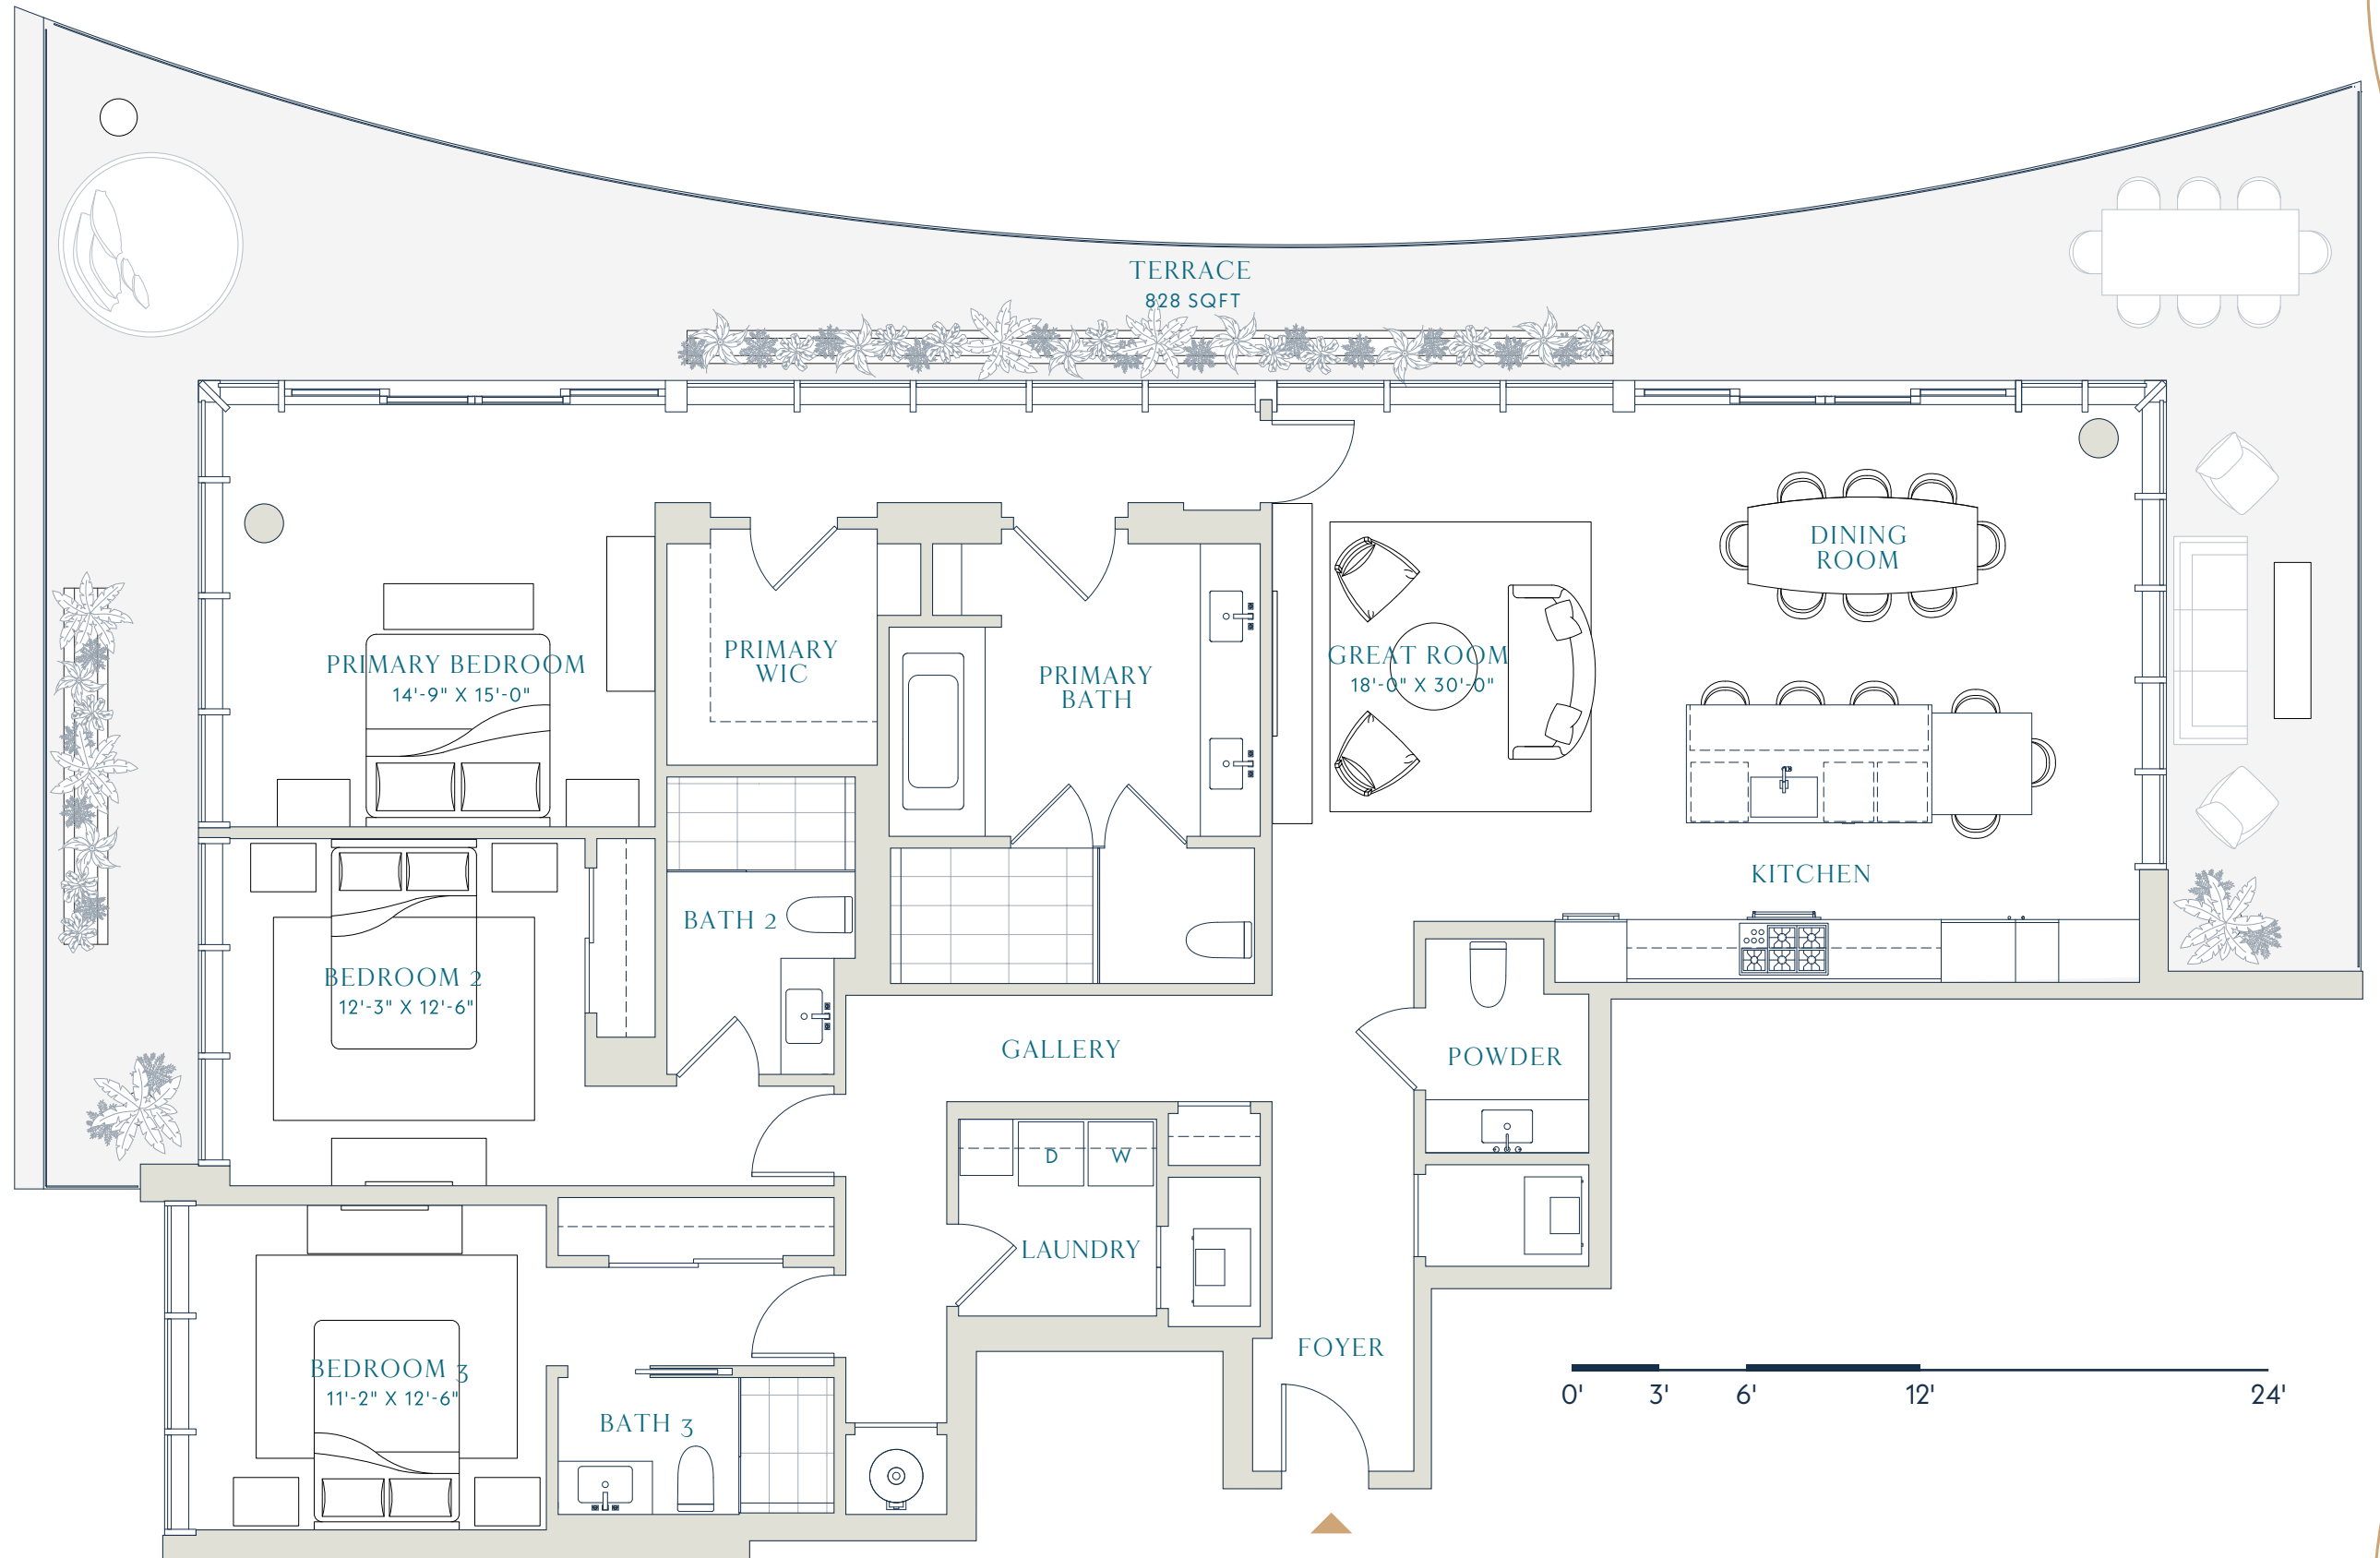 TERRACE
828 SQFT
DINING
ROOM
PRIMARY BEDROOM
14'-9" X 15'-0"
PRIMARY
WIC
PRIMARY
BATH
GREAT ROOM
18'-0" X 30'-0"
KITCHEN
BATH 2
BEDROOM 2
12'-3" X 12'-6"
GALLERY
POWDER
D
W
LAUNDRY
FOYER
BEDROOM 3
11'-2" X 12'-6"
BATH 3
0' 3' 6' 12' 24'